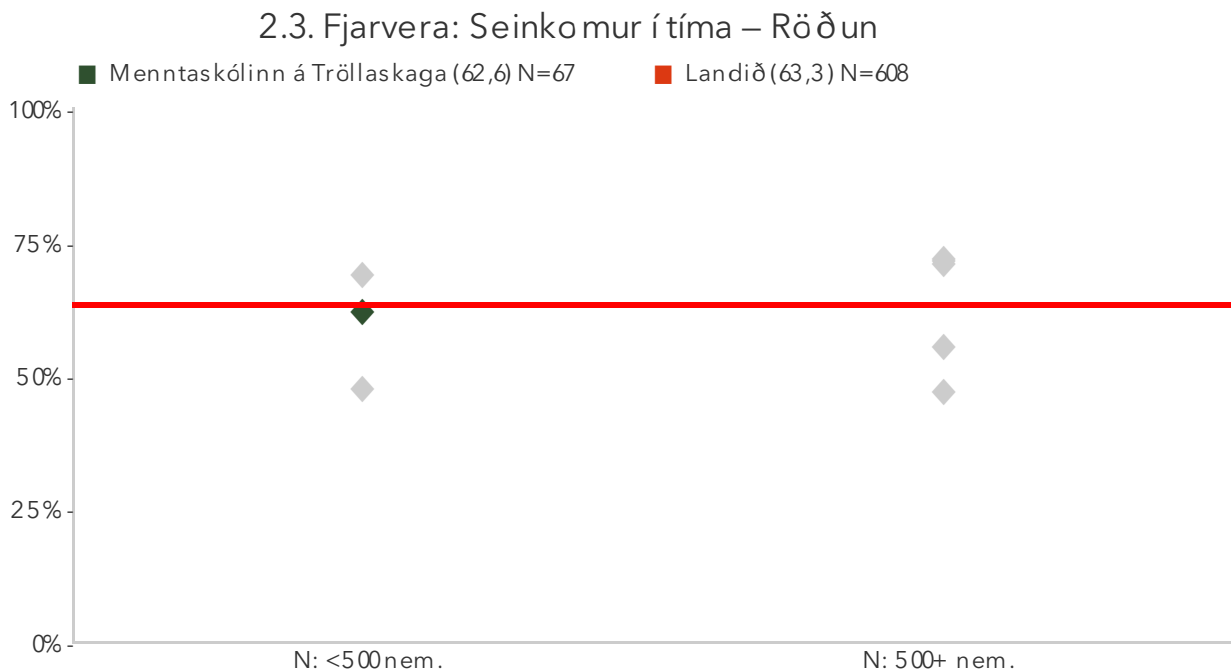 2.3. Fjarvera: Seinkomur í tíma – Röðun
Menntaskólinn á Tröllaskaga (62,6) N=67 Landið (63,3) N=608
100%
75%
50%
25%
0%
N: <500 nem. N: 500+ nem.